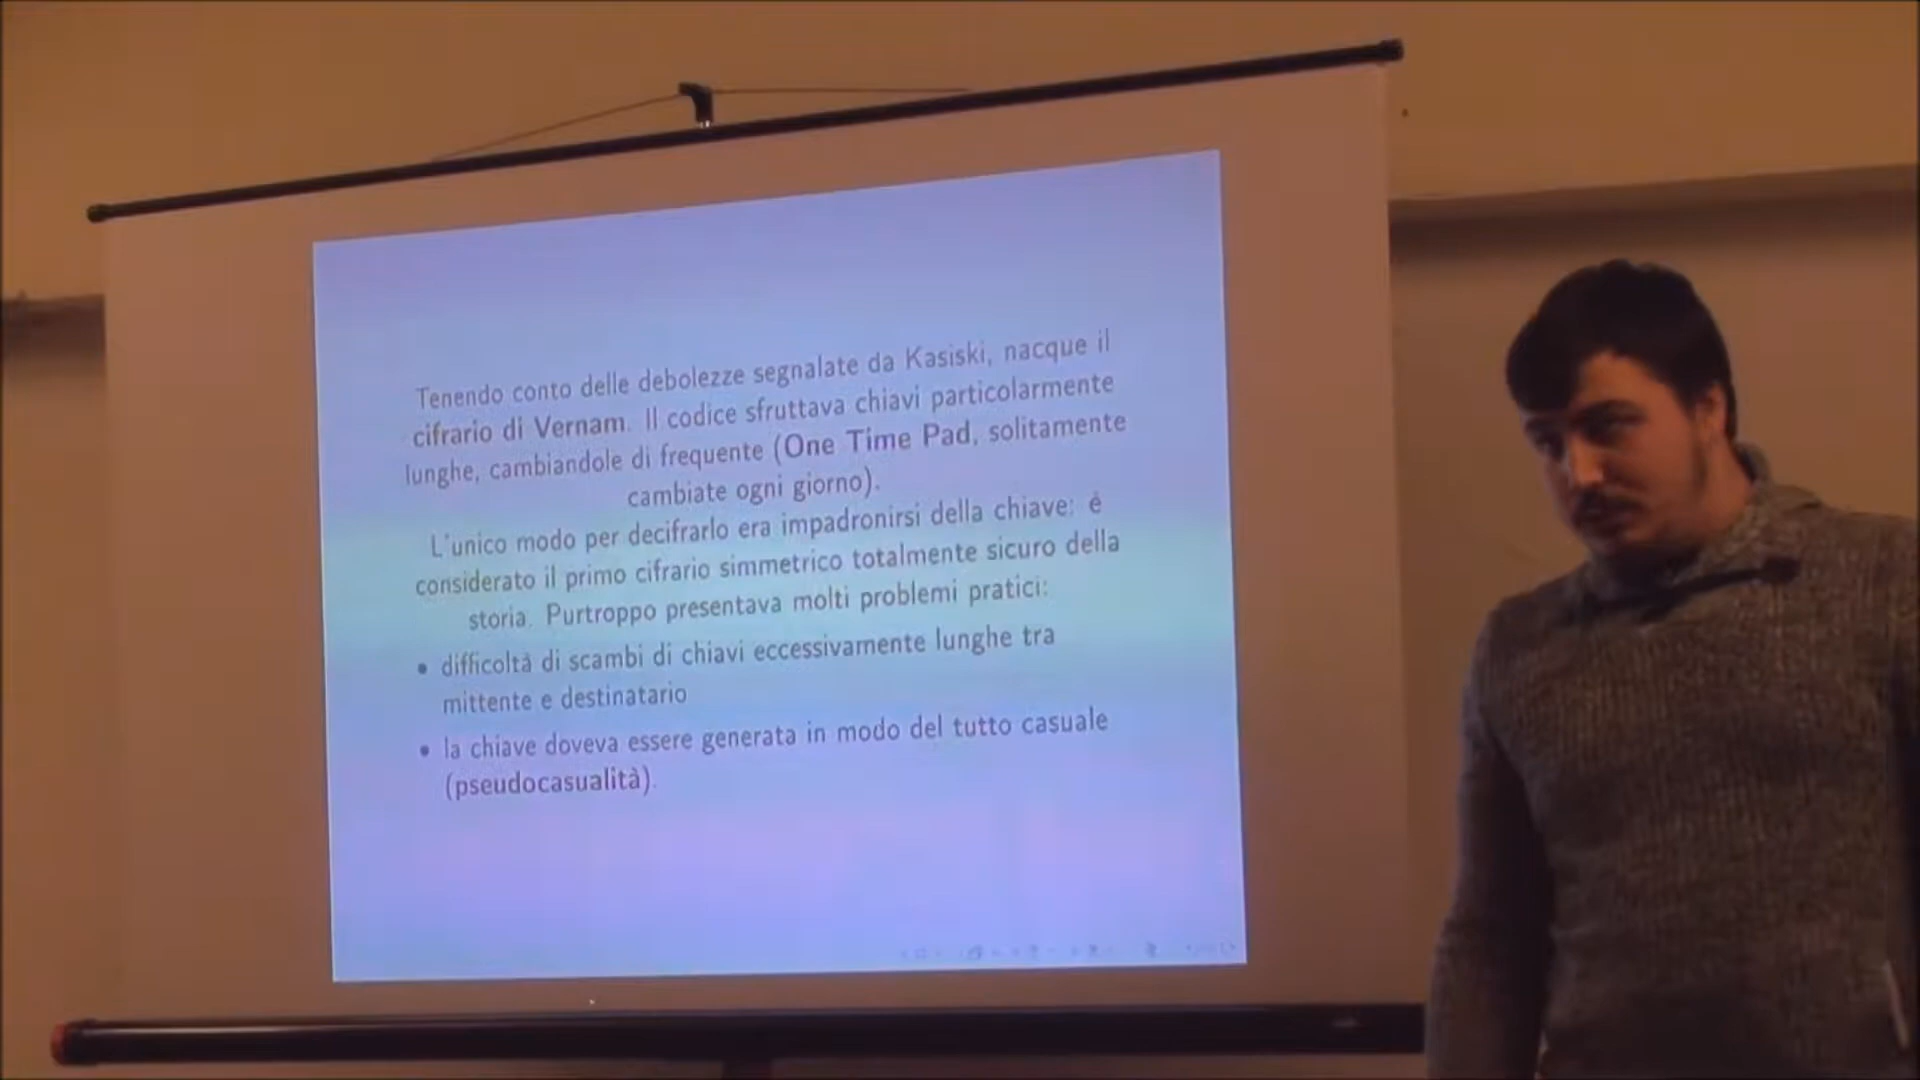 Tenendo conto delle debolezze segnalate da Kasiski, nacque il
cifrario di Vernam. Il codice sfruttava chiavi particolarmente
lunghe, cambiandole di frequente (One Time Pad, solitamente
cambiate ogni giorno).
L'unico modo per decifrarlo era impadronirsi della chiave: é
considerato il primo cifrario simmetrico totalmente sicuro della
storia. Purtroppo presentava molti problemi pratici:
• difficoltà di scambi di chiavi eccessivamente lunghe tra
mittente e destinatario
• la chiave doveva essere generata in modo del tutto casuale
(pseudocasualità).